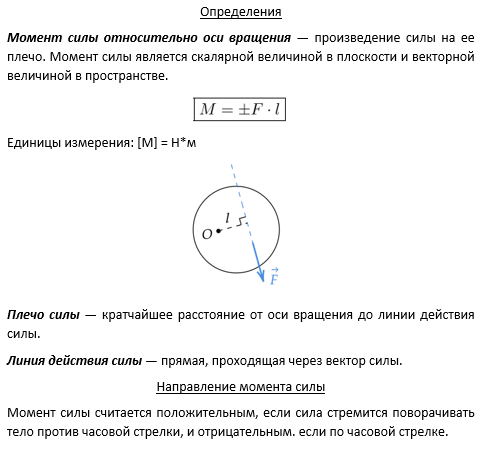 Определения
Момент силы относительно оси вращения — произведение силы на ее
плечо. Момент силы является скалярной величиной в плоскости и векторной
величиной в пространстве.
M = ±F · l
Единицы измерения: [M] = Н*м
l
O
F
Плечо силы — кратчайшее расстояние от оси вращения до линии действия
силы.
Линия действия силы — прямая, проходящая через вектор силы.
Направление момента силы
Момент силы считается положительным, если сила стремится поворачивать
тело против часовой стрелки, и отрицательным. если по часовой стрелке.